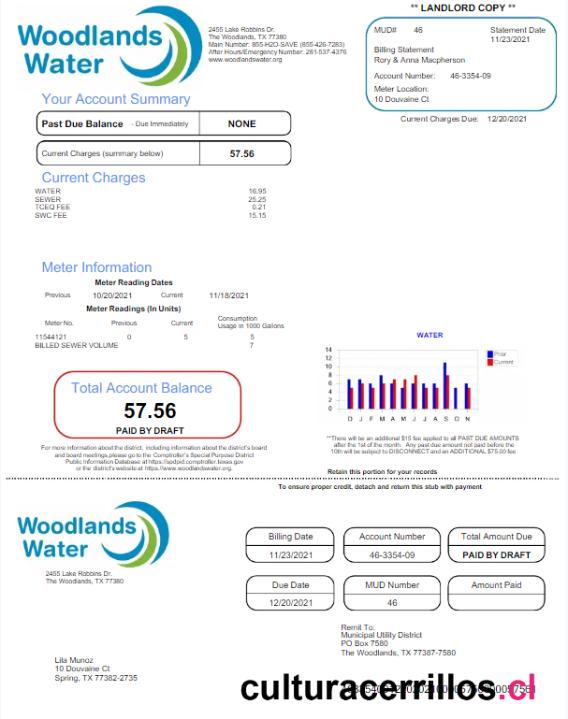 ** LANDLORD COPY **
Woodlands
Water
2455 Lake Robbins Dr.
The Woodlands, TX 77380
Main Number: 855-H2O-SAVE (855-426-7283)
After Hours/Emergency Number: 281-537-4376
www.woodlandswater.org
MUD# 46 Statement Date
11/23/2021
Billing Statement
Rory & Anna Macpherson
Account Number: 46-3354-09
Meter Location:
10 Douvaine Ct
Current Charges Due: 12/20/2021
Your Account Summary
Past Due Balance - Due Immediately NONE
Current Charges (summary below) 57.56
Current Charges
WATER 16.95
SEWER 25.25
TCEQ FEE 0.21
SWC FEE 15.15
Meter Information
Meter Reading Dates
Previous 10/20/2021 Current 11/18/2021
Meter Readings (In Units)
Meter No. Previous Current Consumption
Usage in 1000 Gallons
11544121 0 5 5
BILLED SEWER VOLUME 7
Total Account Balance
57.56
PAID BY DRAFT
WATER
14
12
10
8
6
4
2
0
D J F M A M J J A S O N
Prior
Current
For more information about the district, including information about the district's board
and board meetings, please go to the Comptroller's Special Purpose District
Public Information Database at https://spdpid.comptroller.texas.gov
or the district's website at https://www.woodlandswater.org.
**There will be an additional $15 fee applied to all PAST DUE AMOUNTS
after the 1st of the month. Any past due amount not paid before the
10th will be subject to DISCONNECT and an ADDITIONAL $75.00 fee
Retain this portion for your records
To ensure proper credit, detach and return this stub with payment
Woodlands
Water
2455 Lake Robbins Dr.
The Woodlands, TX 77380
Billing Date Account Number Total Amount Due
11/23/2021 46-3354-09 PAID BY DRAFT
Due Date MUD Number Amount Paid
12/20/2021 46
Remit To:
Municipal Utility District
PO Box 7580
The Woodlands, TX 77387-7580
Lila Munoz
10 Douvaine Ct
Spring, TX 77382-2735
culturacerrillos.cl